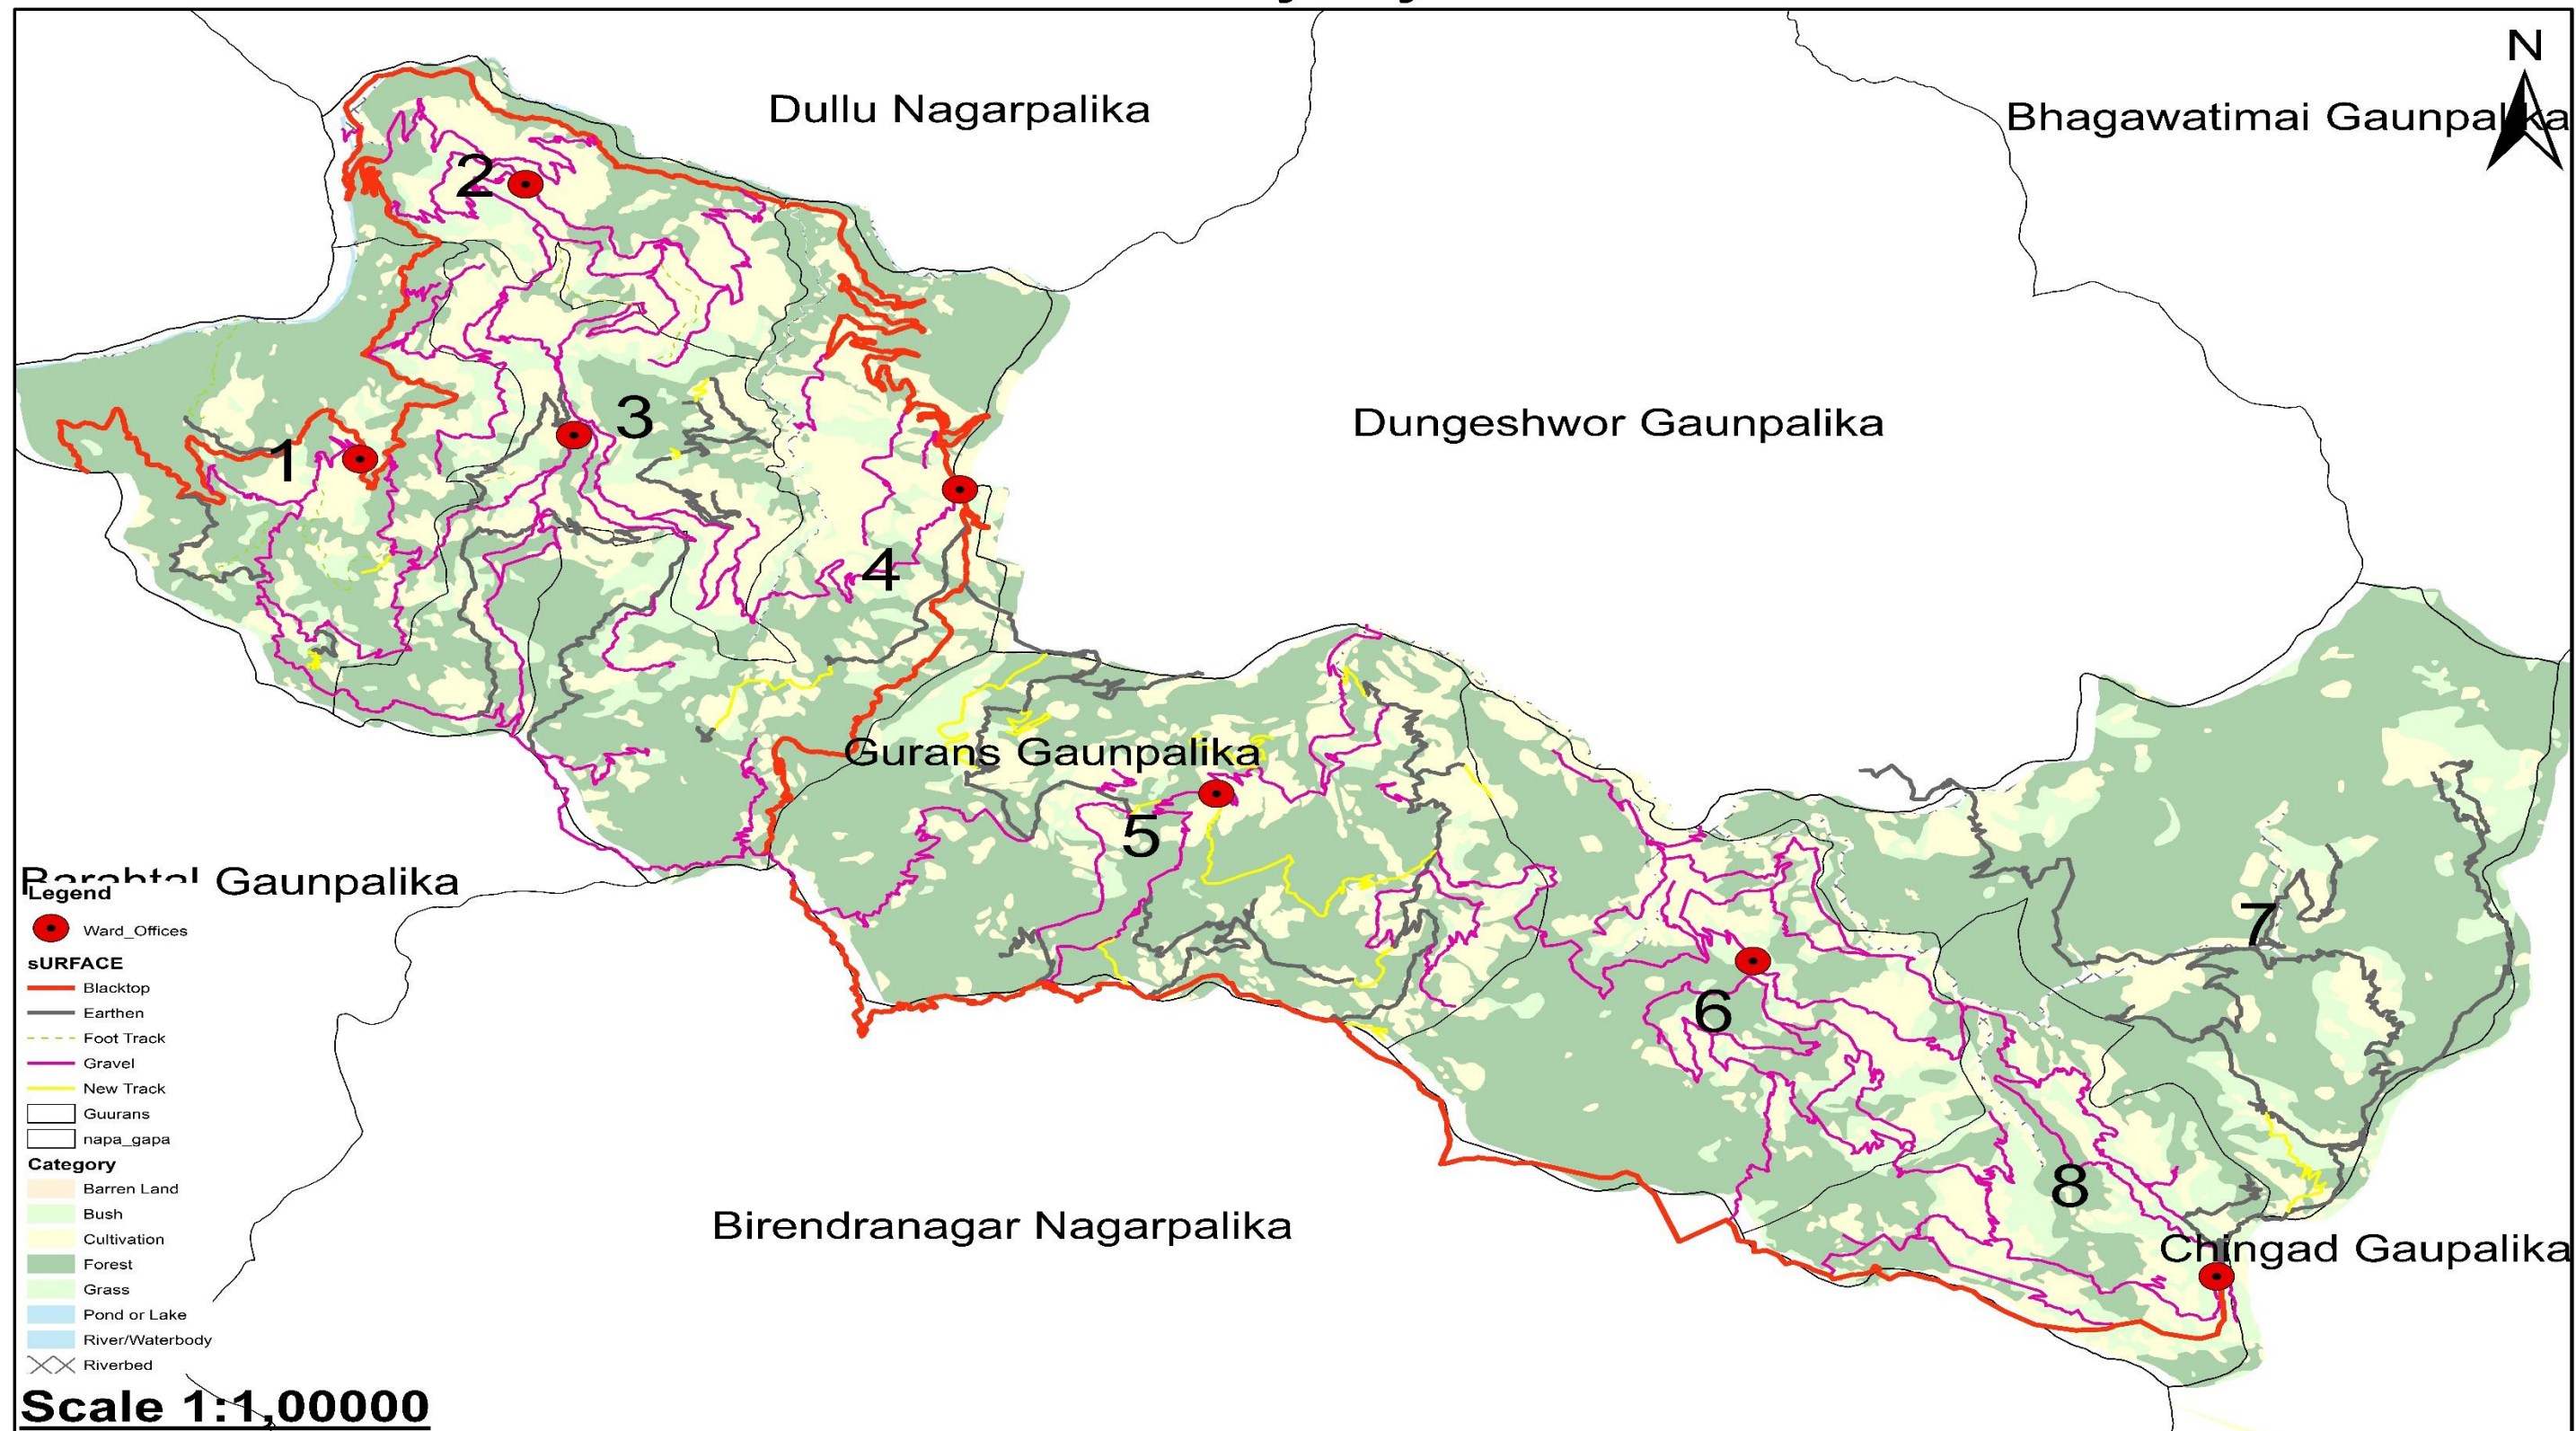 N
Dullu Nagarpalika
Bhagawatimai Gaunpalika
2
Dungeshwor Gaunpalika
3
1
4
Gurans Gaunpalika
5
7
6
8
Gaunpalika
Birendranagar Nagarpalika
Chingad Gaupalika
Legend
Ward_Offices
sURFACE
Blacktop
Earthen
Foot Track
Gravel
New Track
Guurans
napa_gapa
Category
Barren Land
Bush
Cultivation
Forest
Grass
Pond or Lake
River/Waterbody
Riverbed
Scale 1:1,00000